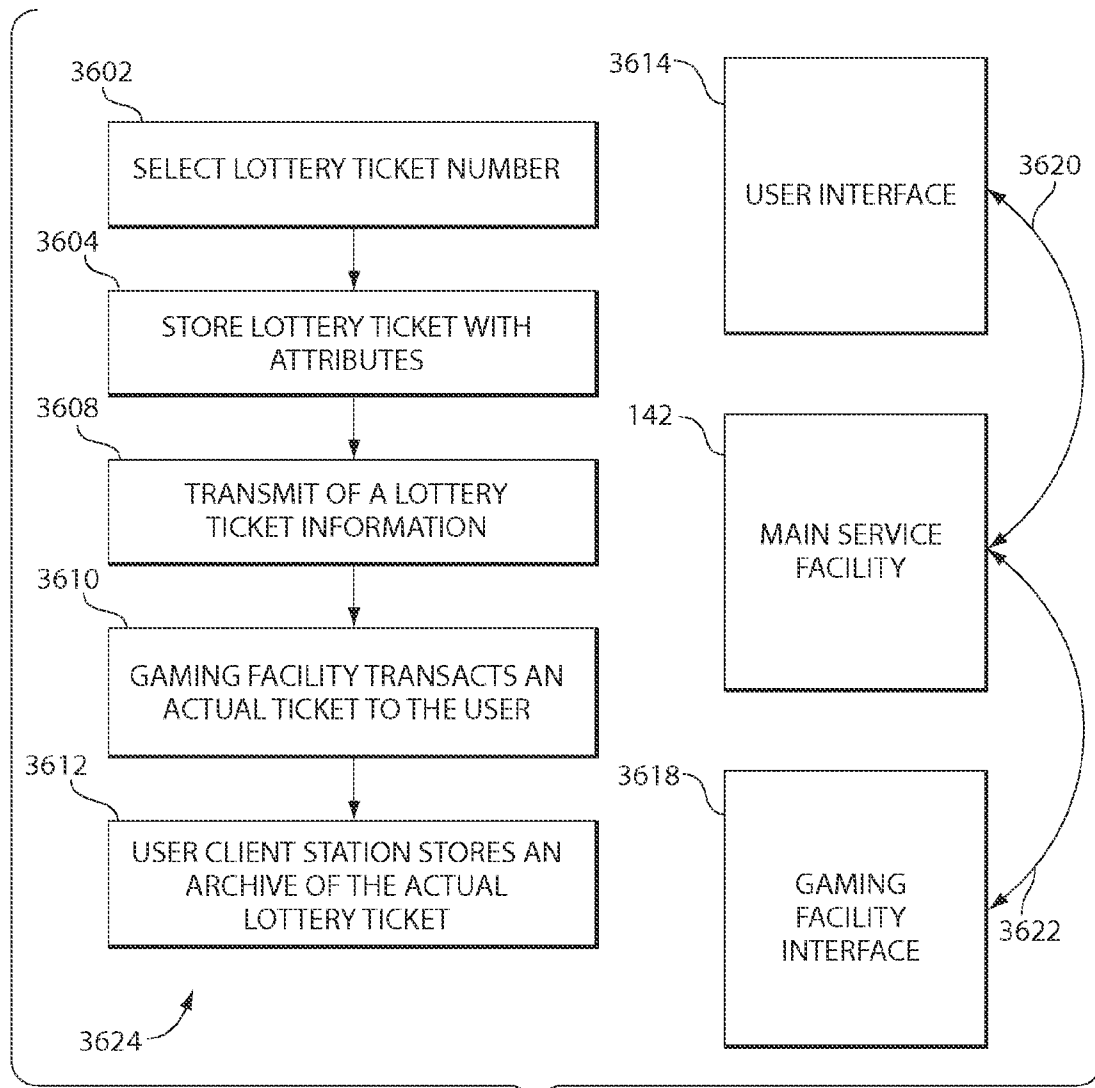 3602
SELECT LOTTERY TICKET NUMBER
3604
STORE LOTTERY TICKET WITH
ATTRIBUTES
3608
TRANSMIT OF A LOTTERY
TICKET INFORMATION
3610
GAMING FACILITY TRANSACTS AN
ACTUAL TICKET TO THE USER
3612
USER CLIENT STATION STORES AN
ARCHIVE OF THE ACTUAL
LOTTERY TICKET
3624
3614
USER INTERFACE
3620
142
MAIN SERVICE
FACILITY
3618
GAMING
FACILITY
INTERFACE
3622